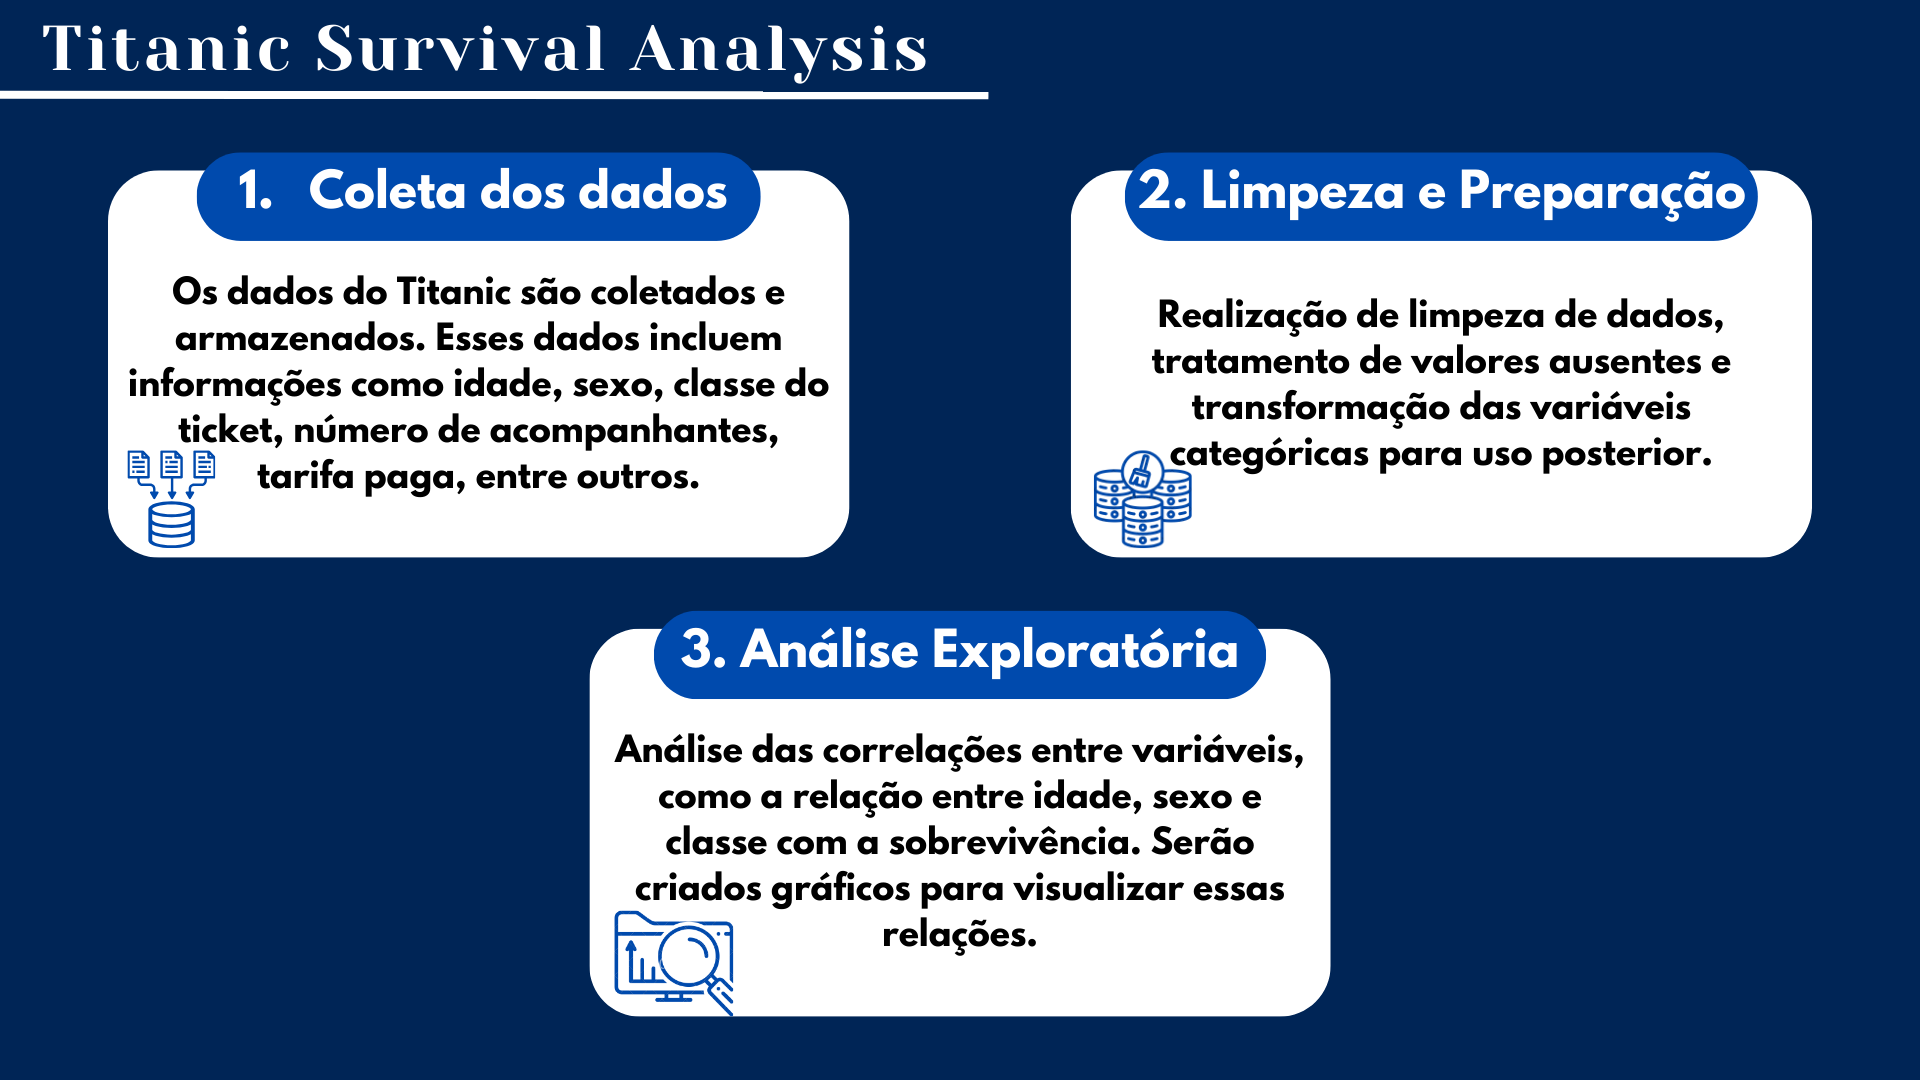 Titanic Survival Analysis
1. Coleta dos dados
Os dados do Titanic são coletados e
armazenados. Esses dados incluem
informações como idade, sexo, classe do
ticket, número de acompanhantes,
tarifa paga, entre outros.
2. Limpeza e Preparação
Realização de limpeza de dados,
tratamento de valores ausentes e
transformação das variáveis
categóricas para uso posterior.
3. Análise Exploratória
Análise das correlações entre variáveis,
como a relação entre idade, sexo e
classe com a sobrevivência. Serão
criados gráficos para visualizar essas
relações.